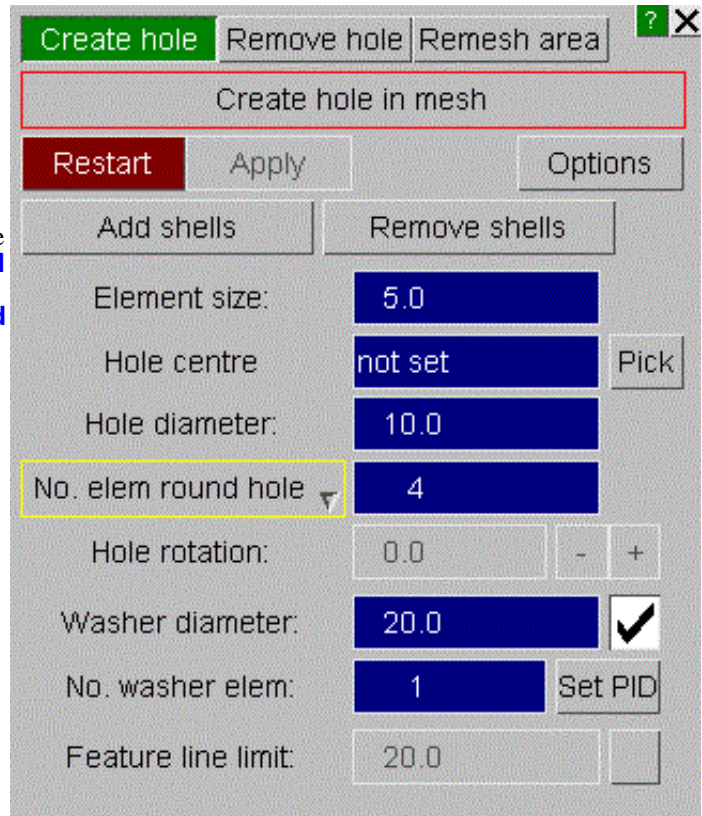 Create hole Remove hole Remesh area ? X
Create hole in mesh
Restart Apply Options
e
Add shells Remove shells
l
Element size: 5.0
d
Hole centre not set Pick
Hole diameter: 10.0
No. elem round hole 4
Hole rotation: 0.0 - +
Washer diameter: 20.0
No. washer elem: 1 Set PID
Feature line limit: 20.0